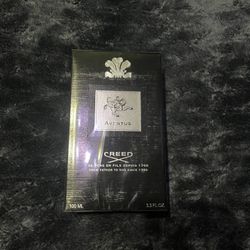 AVENTUS
CREED
DE PÈRE EN FILS DEPUIS 1760
FROM FATHER TO SON SINCE 1760
100 ML
3.3 FL.OZ